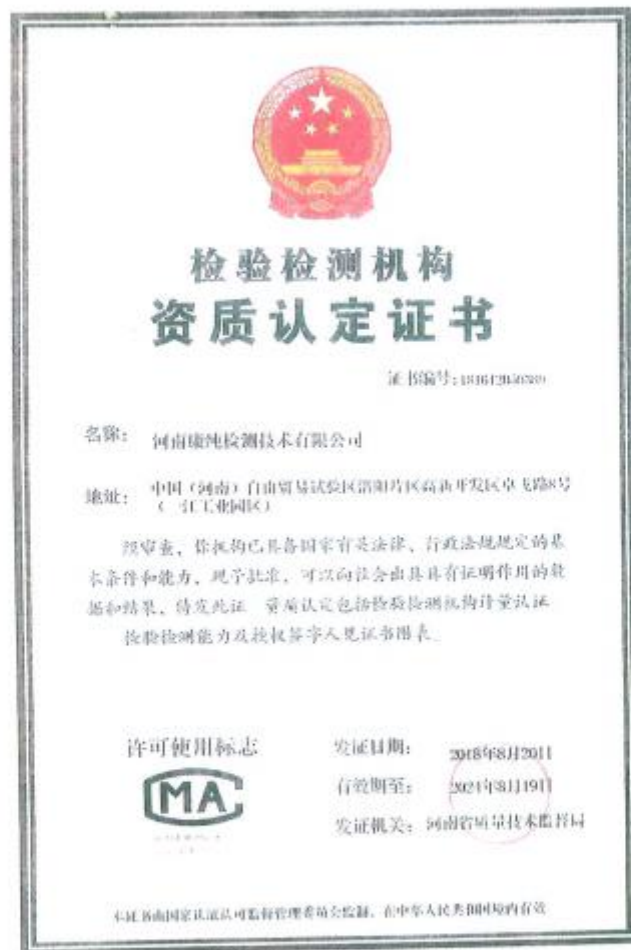 检验检测机构
资质认定证书
证书编号:
名称: 河南康纯检测技术有限公司
地址: 中国(河南)自由贸易试验区洛阳片区高新开发区卓飞路8号
工业园区)
经审查,你机构已具备国家有关法律、行政法规规定的基
本条件和能力,现予批准,可以向社会出具具有证明作用的数
据和结果,特发此证 资质认定包括检验检测机构计量认证
检验检测能力及授权签字人见证书附表
许可使用标志
MA
发证日期: 2018年8月20日
有效期至: 2024年8月19日
发证机关: 河南省质量技术监督局
本证书由国家认证认可监督管理委员会监制,在中华人民共和国境内有效